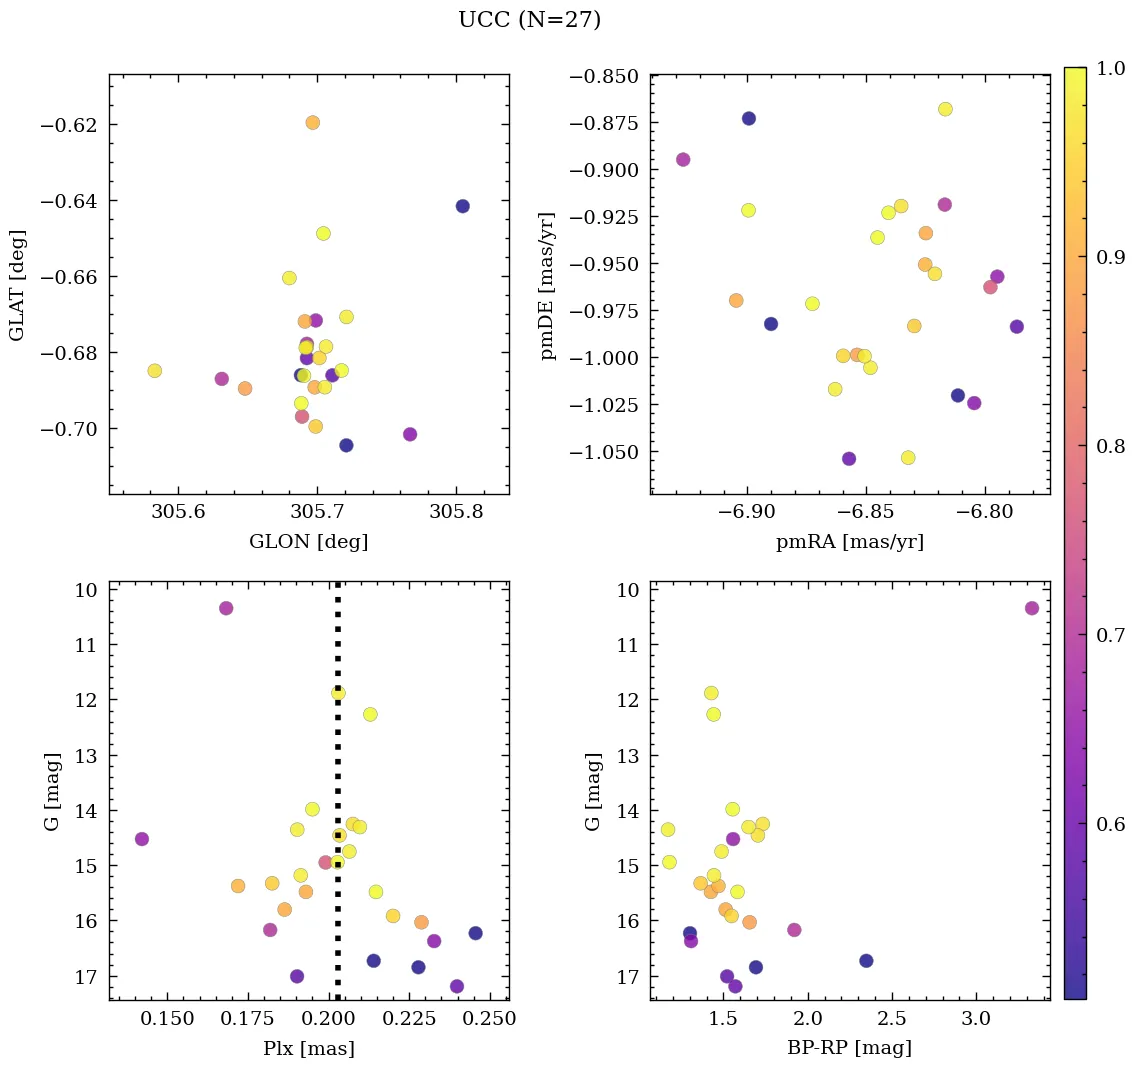 UCC (N=27)
−0.62
−0.64
−0.66
−0.68
−0.70
GLAT [deg]
305.6 305.7 305.8
GLON [deg]
−0.850
−0.875
−0.900
−0.925
−0.950
−0.975
−1.000
−1.025
−1.050
pmDE [mas/yr]
−6.90 −6.85 −6.80
pmRA [mas/yr]
10
11
12
13
14
15
16
17
G [mag]
0.150 0.175 0.200 0.225 0.250
Plx [mas]
10
11
12
13
14
15
16
17
G [mag]
1.5 2.0 2.5 3.0
BP-RP [mag]
1.0
0.9
0.8
0.7
0.6